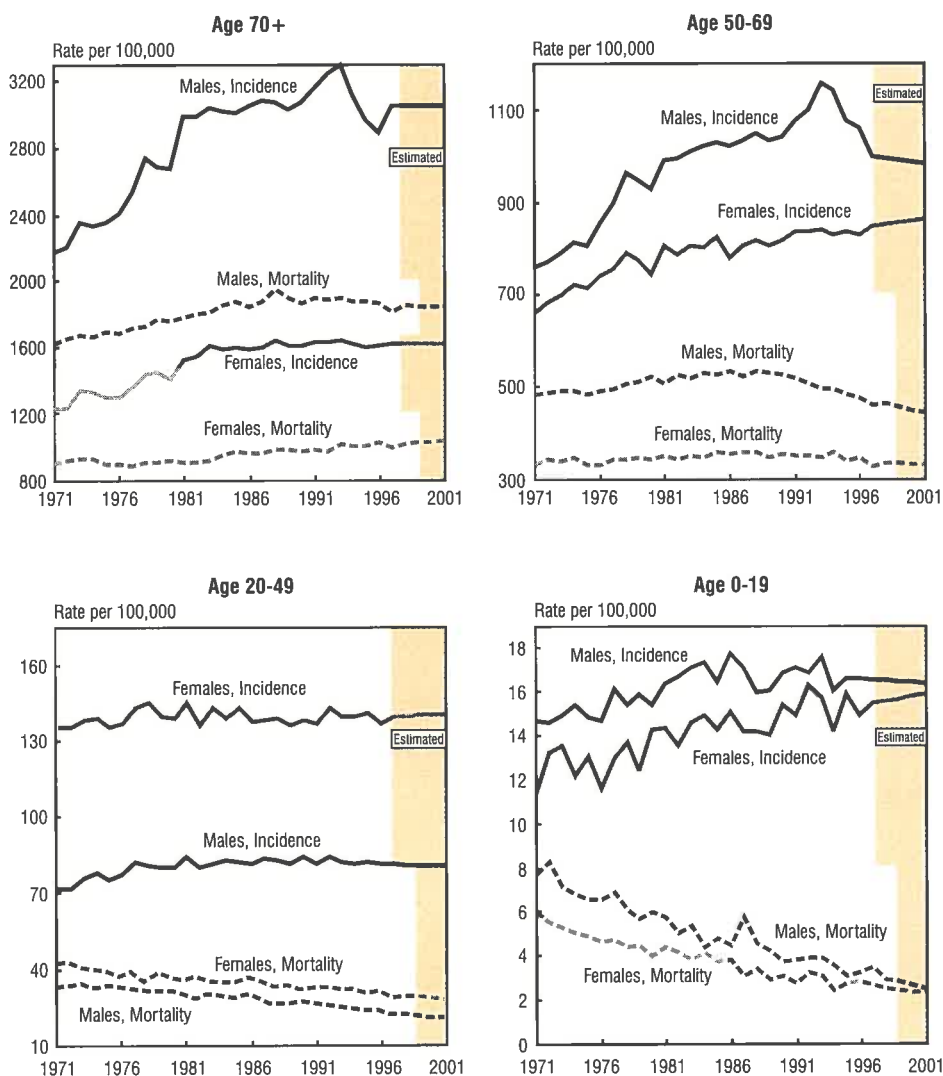 Age 70+
Rate per 100,000
3200
2800
2400
2000
1600
1200
800
Males, Incidence
Estimated
Males, Mortality
Females, Incidence
Females, Mortality
1971 1976 1981 1986 1991 1996 2001
Age 50-69
Rate per 100,000
1100
900
700
500
300
Estimated
Males, Incidence
Females, Incidence
Males, Mortality
Females, Mortality
1971 1976 1981 1986 1991 1996 2001
Age 20-49
Rate per 100,000
160
130
100
70
40
10
Females, Incidence
Estimated
Males, Incidence
Females, Mortality
Males, Mortality
1971 1976 1981 1986 1991 1996 2001
Age 0-19
Rate per 100,000
18
16
14
12
10
8
6
4
2
0
Males, Incidence
Estimated
Females, Incidence
Males, Mortality
Females, Mortality
1971 1976 1981 1986 1991 1996 2001